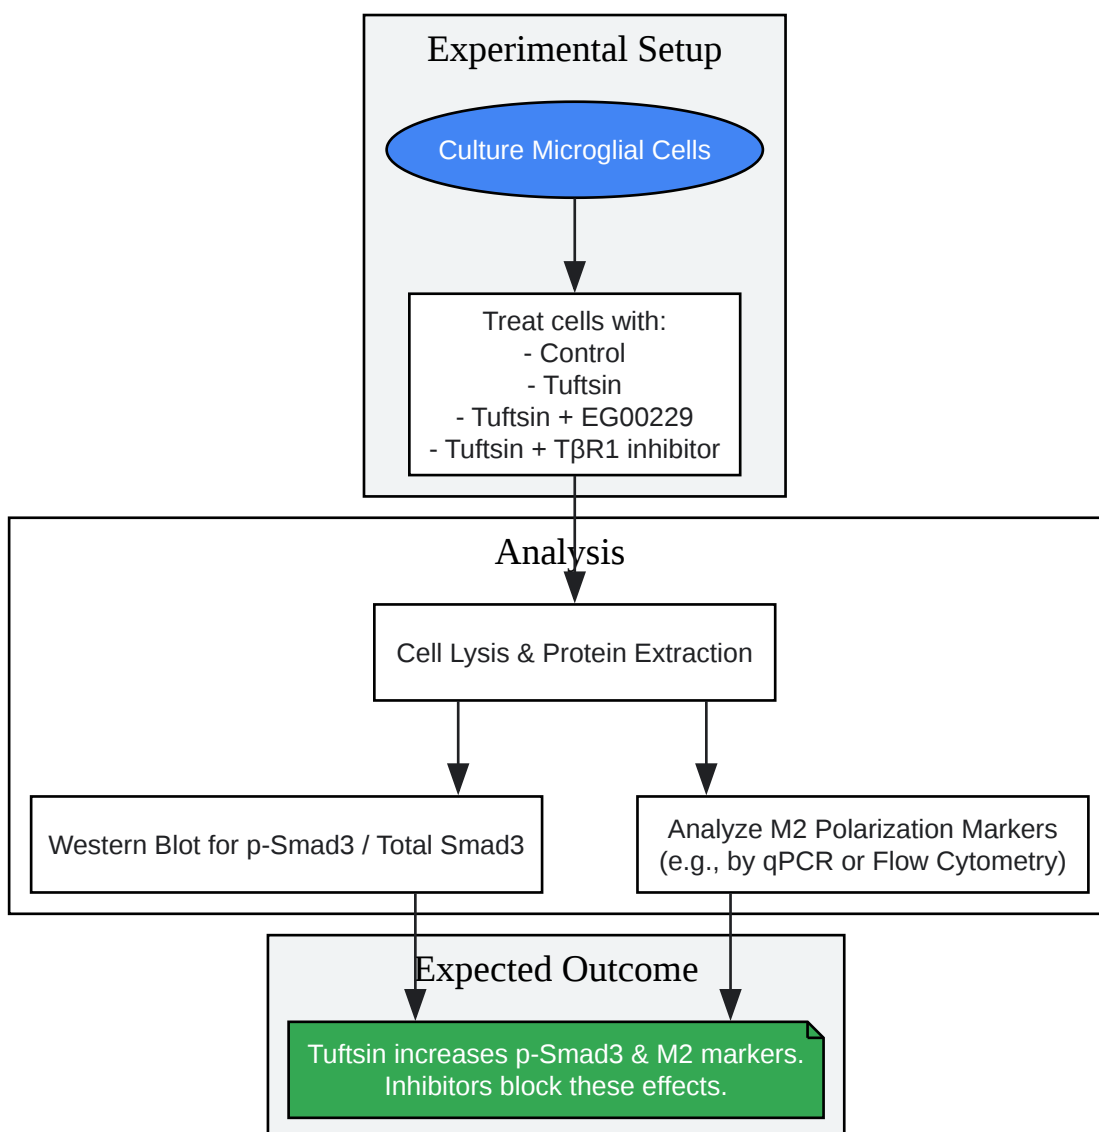 Experimental Setup
Culture Microglial Cells
Treat cells with:
- Control
- Tuftsin
- Tuftsin + EG00229
- Tuftsin + TβR1 inhibitor
Analysis
Cell Lysis & Protein Extraction
Western Blot for p-Smad3 / Total Smad3
Analyze M2 Polarization Markers
(e.g., by qPCR or Flow Cytometry)
Expected Outcome
Tuftsin increases p-Smad3 & M2 markers.
Inhibitors block these effects.